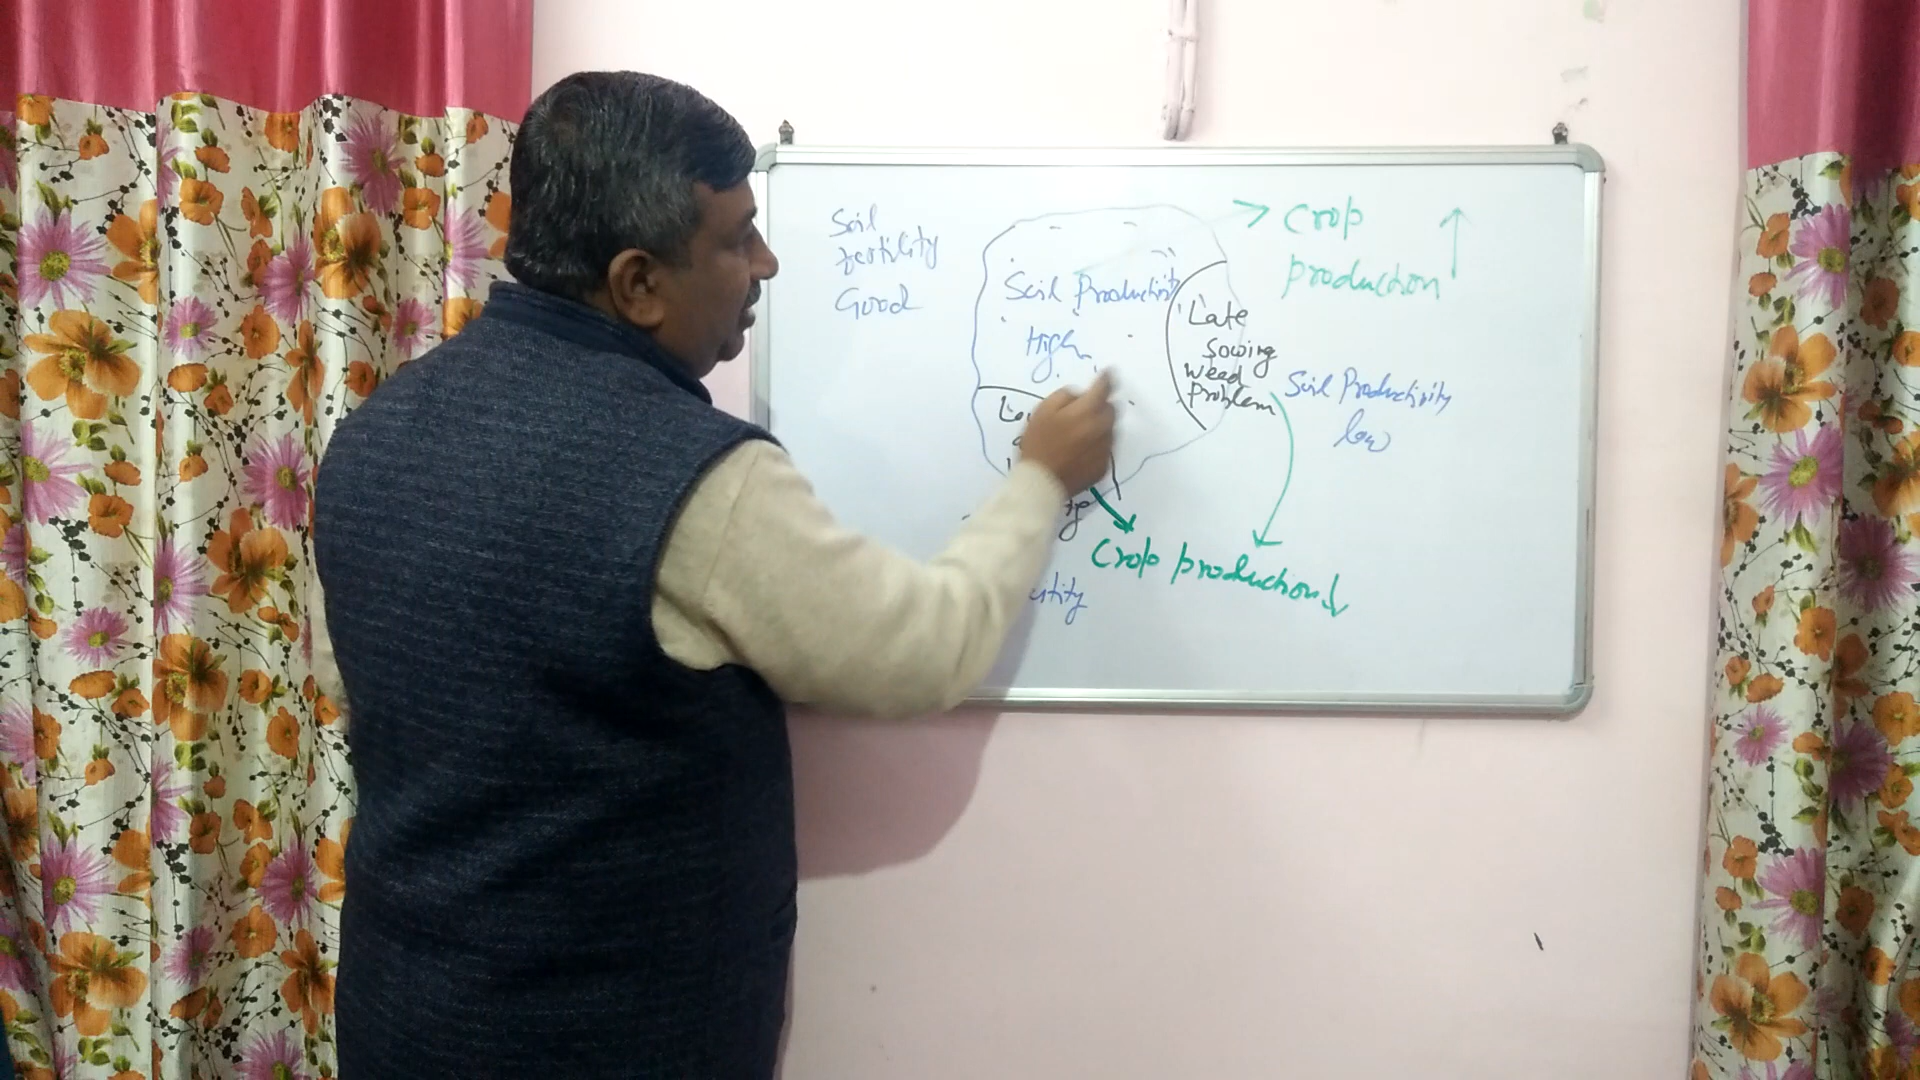 Soil
fertility
Good
Soil Productivity
High
Crop
production ↑
Late
Sowing
Weed
Problem
Soil Productivity
low
Crop production ↓